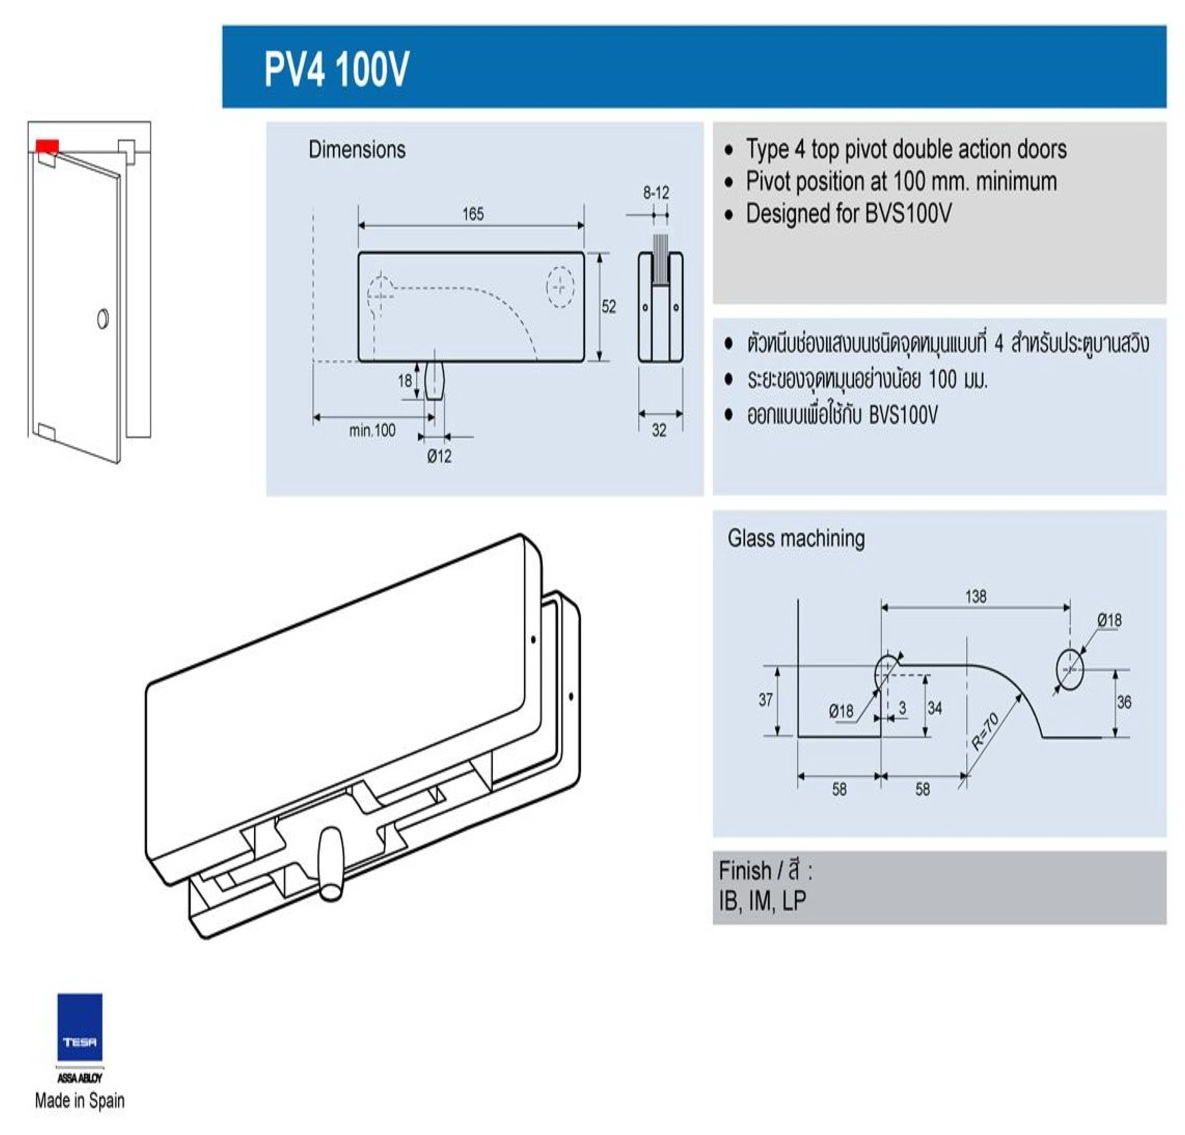 PV4 100V
Dimensions
165
8-12
52
18
min.100
Ø12
32
• Type 4 top pivot double action doors
• Pivot position at 100 mm. minimum
• Designed for BVS100V
• ตัวหนีบช่องแสงบนชนิดจุดหมุนแบบที่ 4 สำหรับประตูบานสวิง
• ระยะของจุดหมุนอย่างน้อย 100 มม.
• ออกแบบเพื่อใช้กับ BVS100V
Glass machining
138
Ø18
37
Ø18
3
34
R=70
36
58
58
Finish / สี :
IB, IM, LP
TESA
ASSA ABLOY
Made in Spain